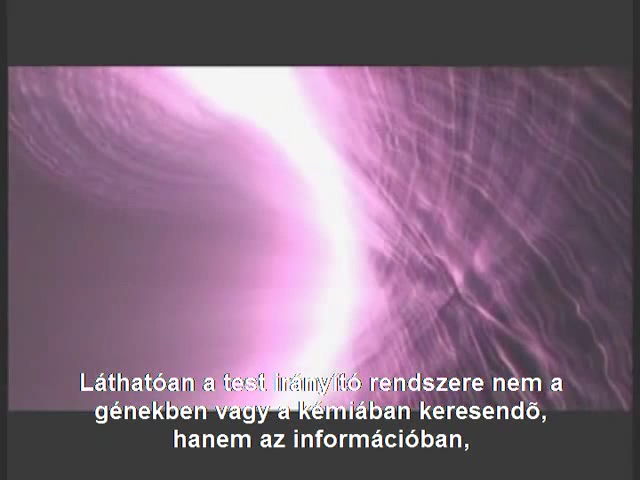 Láthatóan a test irányító rendszere nem a
génekben vagy a kémiában keresendõ,
hanem az információban,